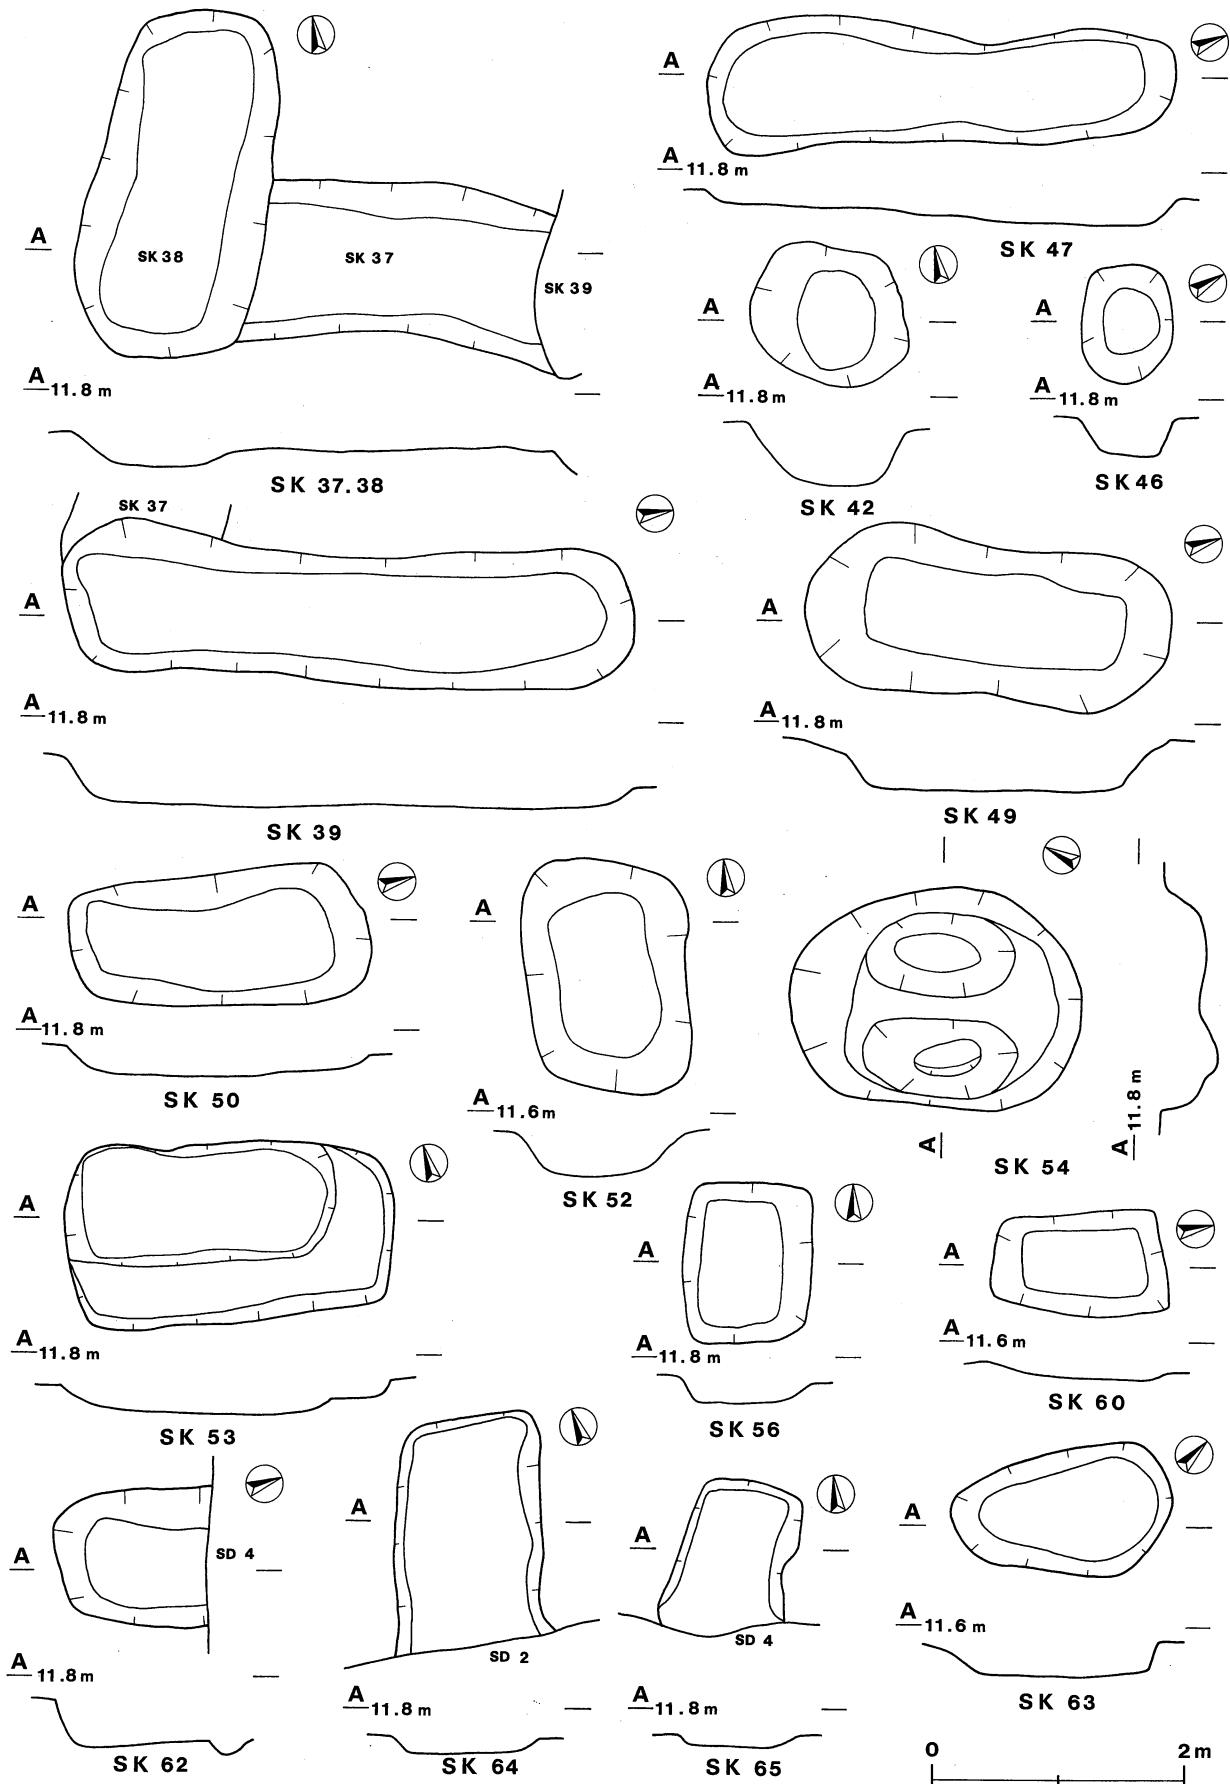 SK 38
SK 37
SK 39
A
A 11.8 m
SK 37.38
A
A 11.8 m
SK 47
A
A 11.8 m
SK 42
A
A 11.8 m
SK 46
SK 37
A
A 11.8 m
SK 39
A
A 11.8 m
SK 49
A
A 11.8 m
SK 50
A
A 11.6 m
SK 52
A
A 11.8 m
SK 54
A
A 11.8 m
SK 53
A
A 11.8 m
SK 56
A
A 11.6 m
SK 60
A
SD 4
A 11.8 m
SK 62
A
SD 2
A 11.8 m
SK 64
A
SD 4
A 11.8 m
SK 65
A
A 11.6 m
SK 63
0 2 m